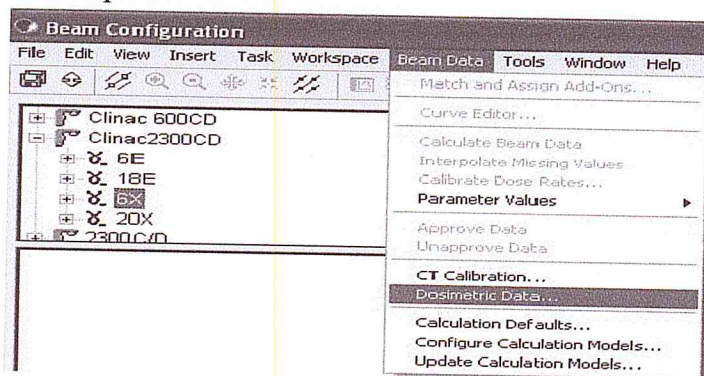 Beam Configuration
File Edit View Insert Task Workspace Beam Data Tools Window Help
Clinac 600CD
Clinac2300CD
6E
18E
6X
20X
2300C/D
Match and Assign Add-Ons...
Curve Editor...
Calculate Beam Data
Interpolate Missing Values
Calibrate Dose Rates...
Parameter Values
Approve Data
Unapprove Data
CT Calibration...
Dosimetric Data...
Calculation Defaults...
Configure Calculation Models...
Update Calculation Models...